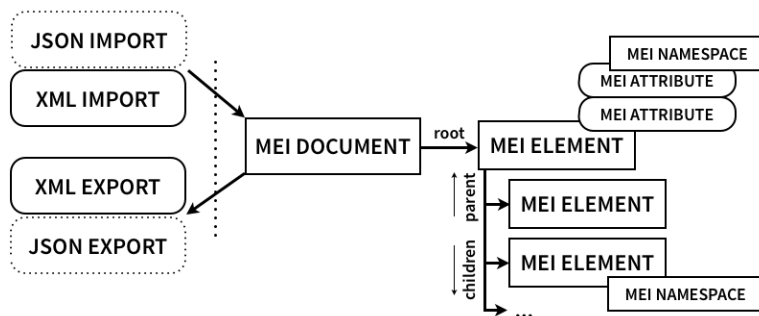 JSON IMPORT
XML IMPORT
XML EXPORT
JSON EXPORT
MEI DOCUMENT
root
MEI NAMESPACE
MEI ATTRIBUTE
MEI ATTRIBUTE
MEI ELEMENT
parent
MEI ELEMENT
children
MEI ELEMENT
MEI NAMESPACE
...